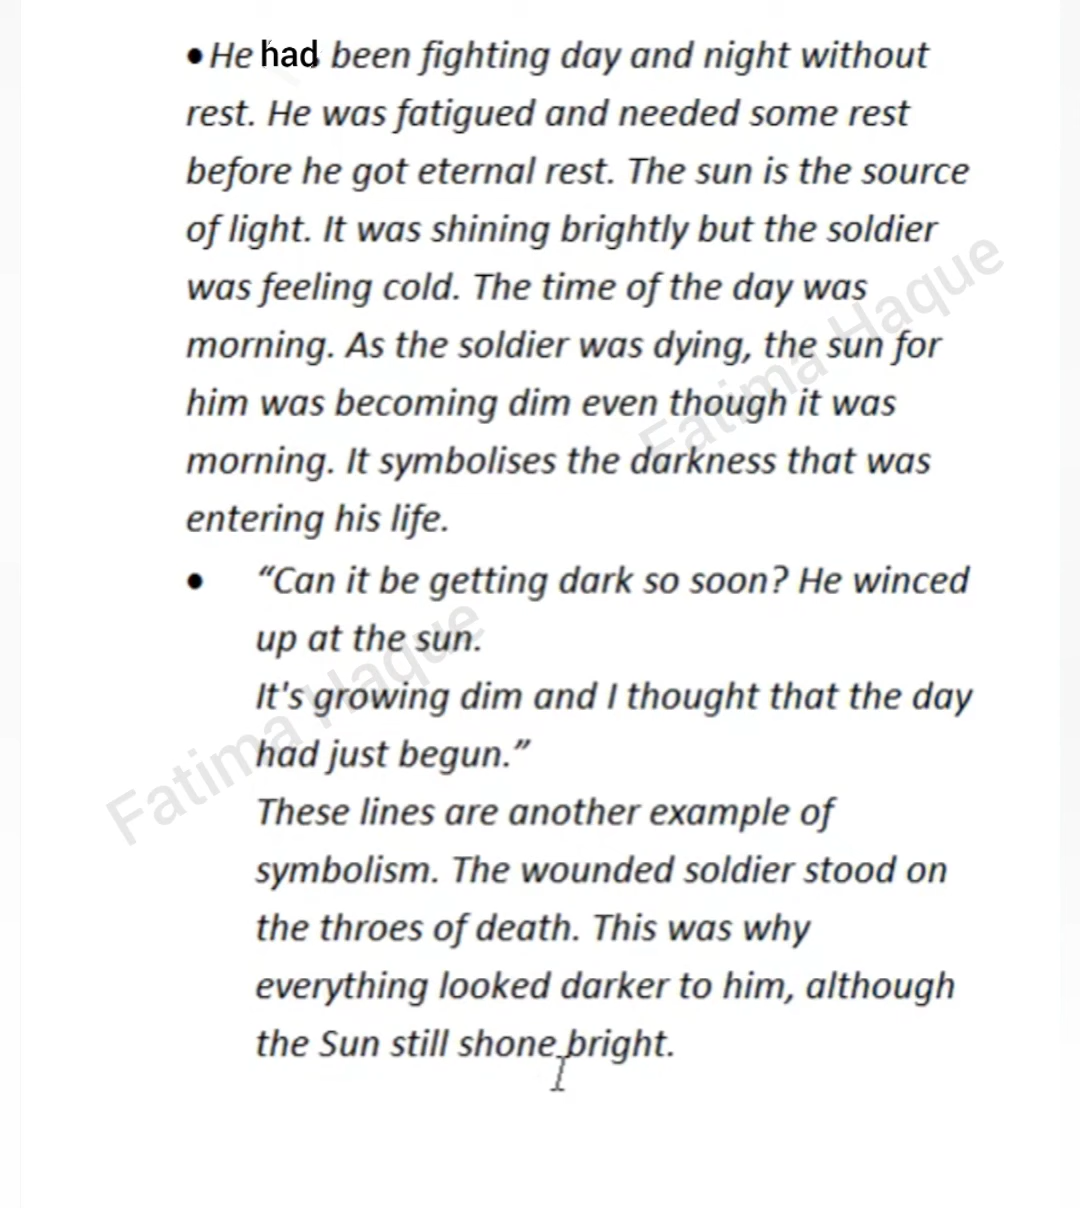 • He had been fighting day and night without
rest. He was fatigued and needed some rest
before he got eternal rest. The sun is the source
of light. It was shining brightly but the soldier
was feeling cold. The time of the day was
morning. As the soldier was dying, the sun for
him was becoming dim even though it was
morning. It symbolises the darkness that was
entering his life.
• “Can it be getting dark so soon? He winced
up at the sun.
It's growing dim and I thought that the day
had just begun.”
These lines are another example of
symbolism. The wounded soldier stood on
the throes of death. This was why
everything looked darker to him, although
the Sun still shone bright.
Fatima Haque
Fatima Haque